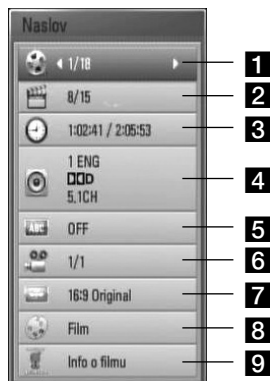 Naslov
1/18 1
8/15 2
1:02:41 / 2:05:53 3
1 ENG
D
5.1CH 4
OFF 5
1/1 6
16:9 Original 7
Film 8
Info o filmu 9